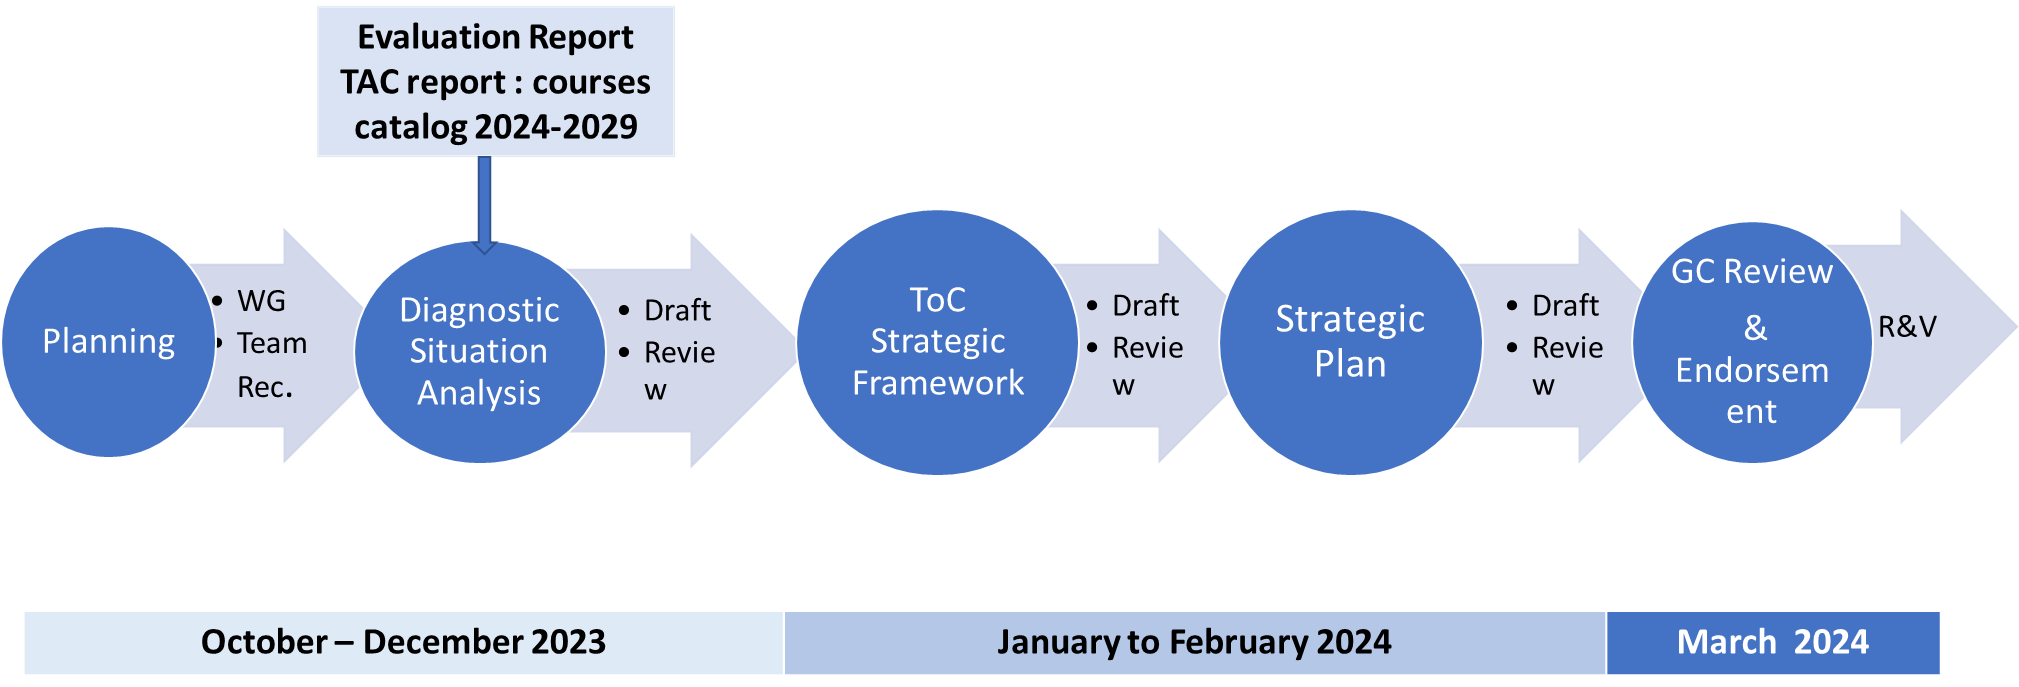 Evaluation Report
TAC report : courses
catalog 2024-2029
Planning
• WG
• Team
Rec.
Diagnostic
Situation
Analysis
• Draft
• Revie
w
ToC
Strategic
Framework
• Draft
• Revie
w
Strategic
Plan
• Draft
• Revie
w
GC Review
&
Endorsem
ent
R&V
October – December 2023
January to February 2024
March 2024